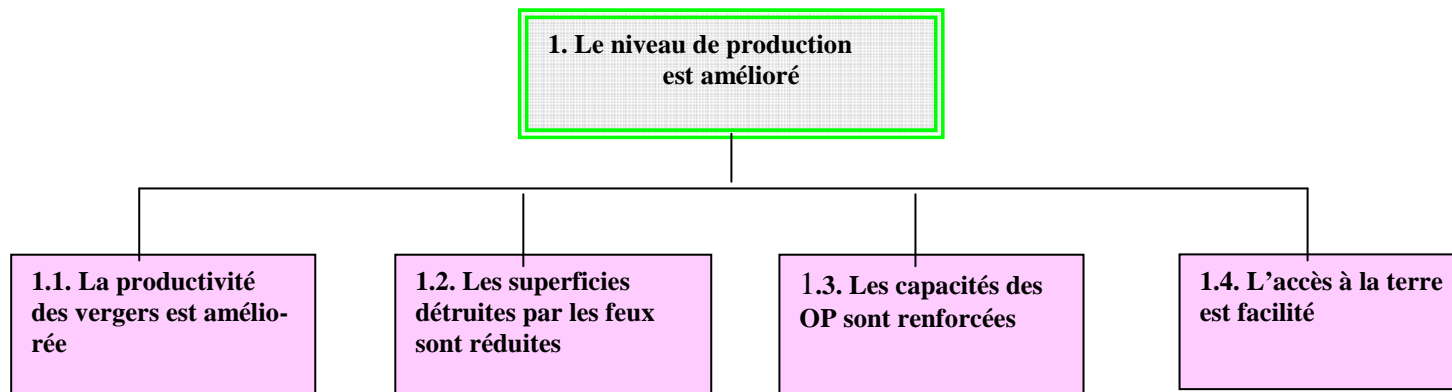 1. Le niveau de production
est amélioré
1.1. La productivité
des vergers est amélio-
rée
1.2. Les superficies
détruites par les feux
sont réduites
1.3. Les capacités des
OP sont renforcées
1.4. L’accès à la terre
est facilité